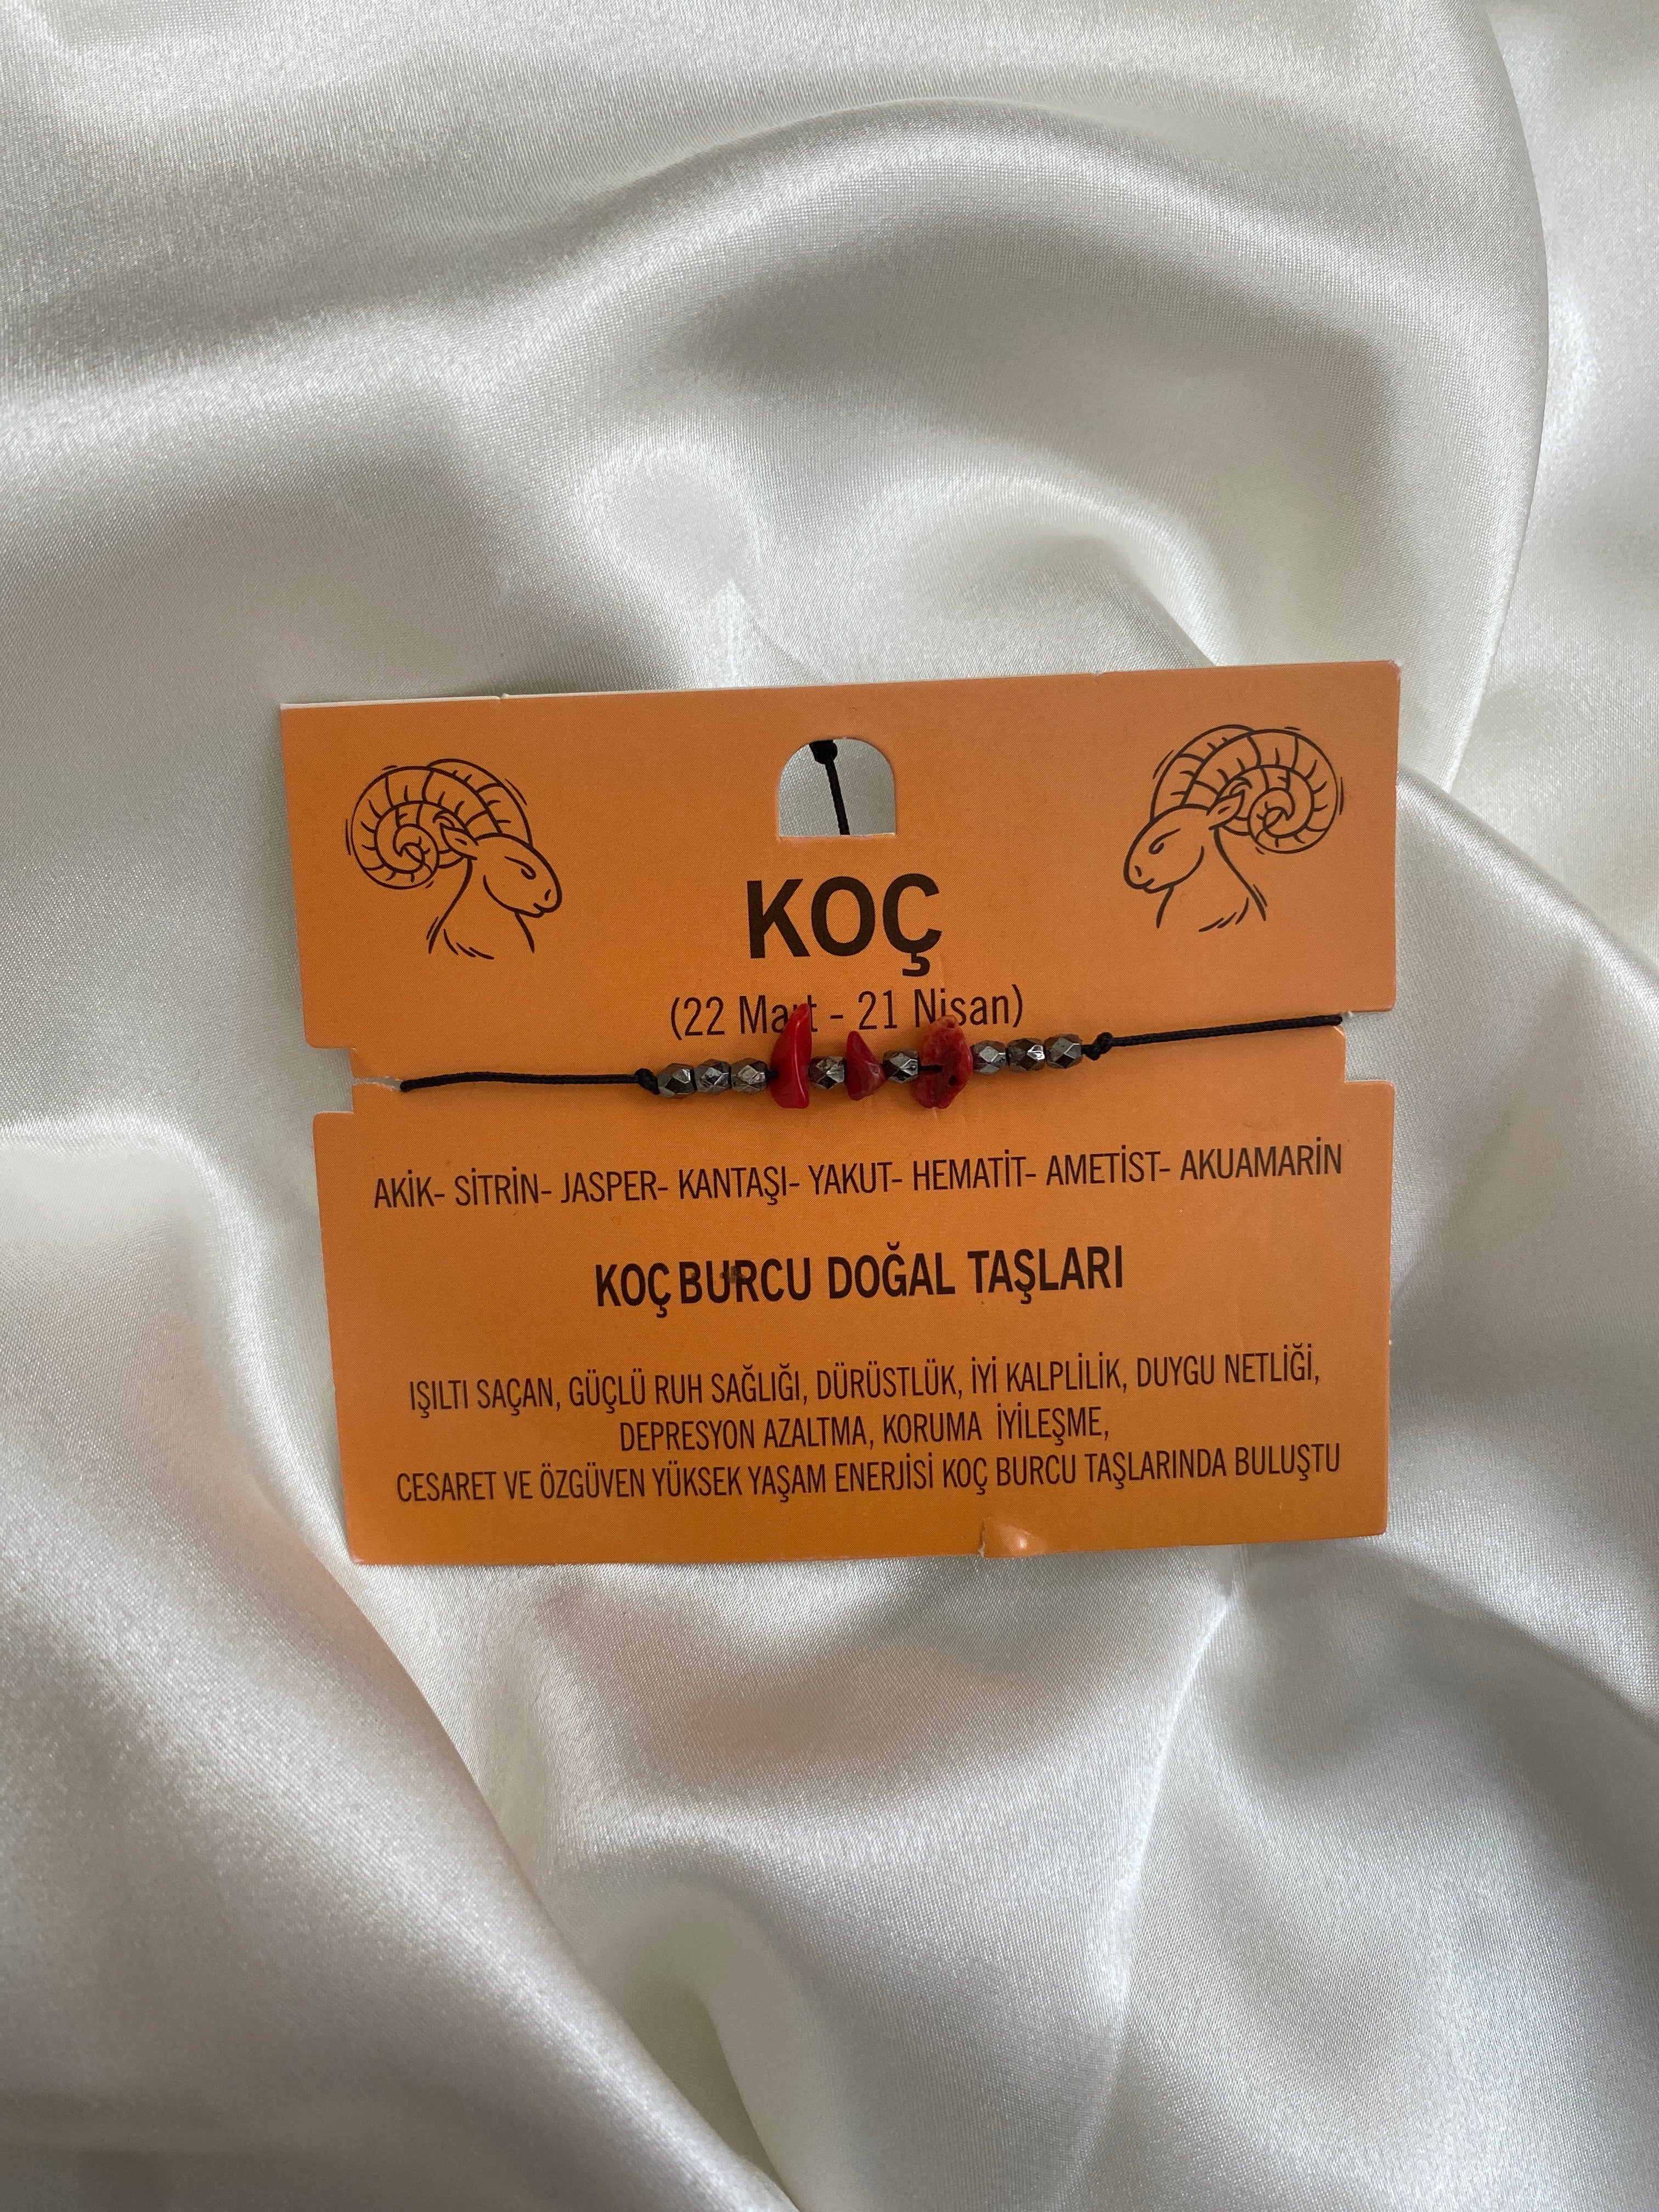 KOÇ
(22 Mart - 21 Nisan)
AKİK- SİTRİN- JASPER- KANTAŞI- YAKUT- HEMATİT- AMETİST- AKUAMARİN
KOÇ BURCU DOĞAL TAŞLARI
IŞILTI SAÇAN, GÜÇLÜ RUH SAĞLIĞI, DÜRÜSTLÜK, İYİ KALPLİLİK, DUYGU NETLİĞİ,
DEPRESYON AZALTMA, KORUMA İYİLEŞME,
CESARET VE ÖZGÜVEN YÜKSEK YAŞAM ENERJİSİ KOÇ BURCU TAŞLARINDA BULUŞTU